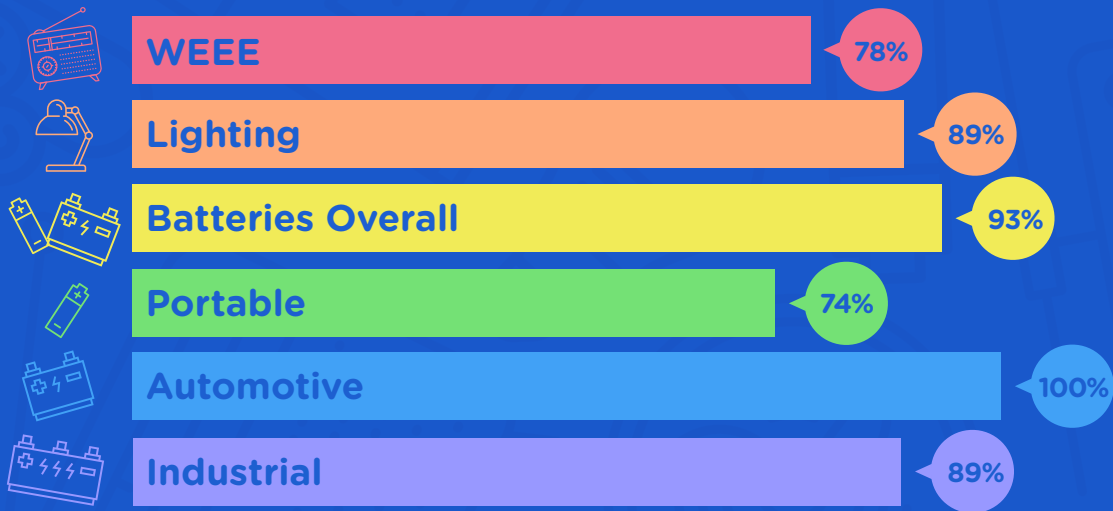 WEEE
78%
Lighting
89%
Batteries Overall
93%
Portable
74%
Automotive
100%
Industrial
89%